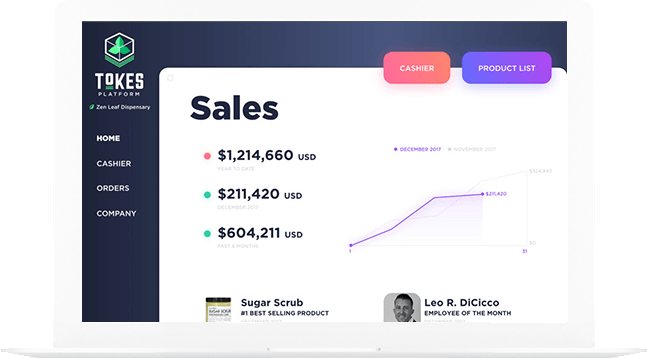 TOKES
PLATFORM
Zen Leaf Dispensary
HOME
CASHIER
ORDERS
COMPANY
CASHIER
PRODUCT LIST
Sales
$1,214,660 USD
YEAR TO DATE
$211,420 USD
DECEMBER 2017
$604,211 USD
PAST 6 MONTHS
DECEMBER 2017
NOVEMBER 2017
$211,420
$0
1
31
Sugar Scrub
#1 BEST SELLING PRODUCT
SUGAR SCRUB
Leo R. DiCicco
EMPLOYEE OF THE MONTH